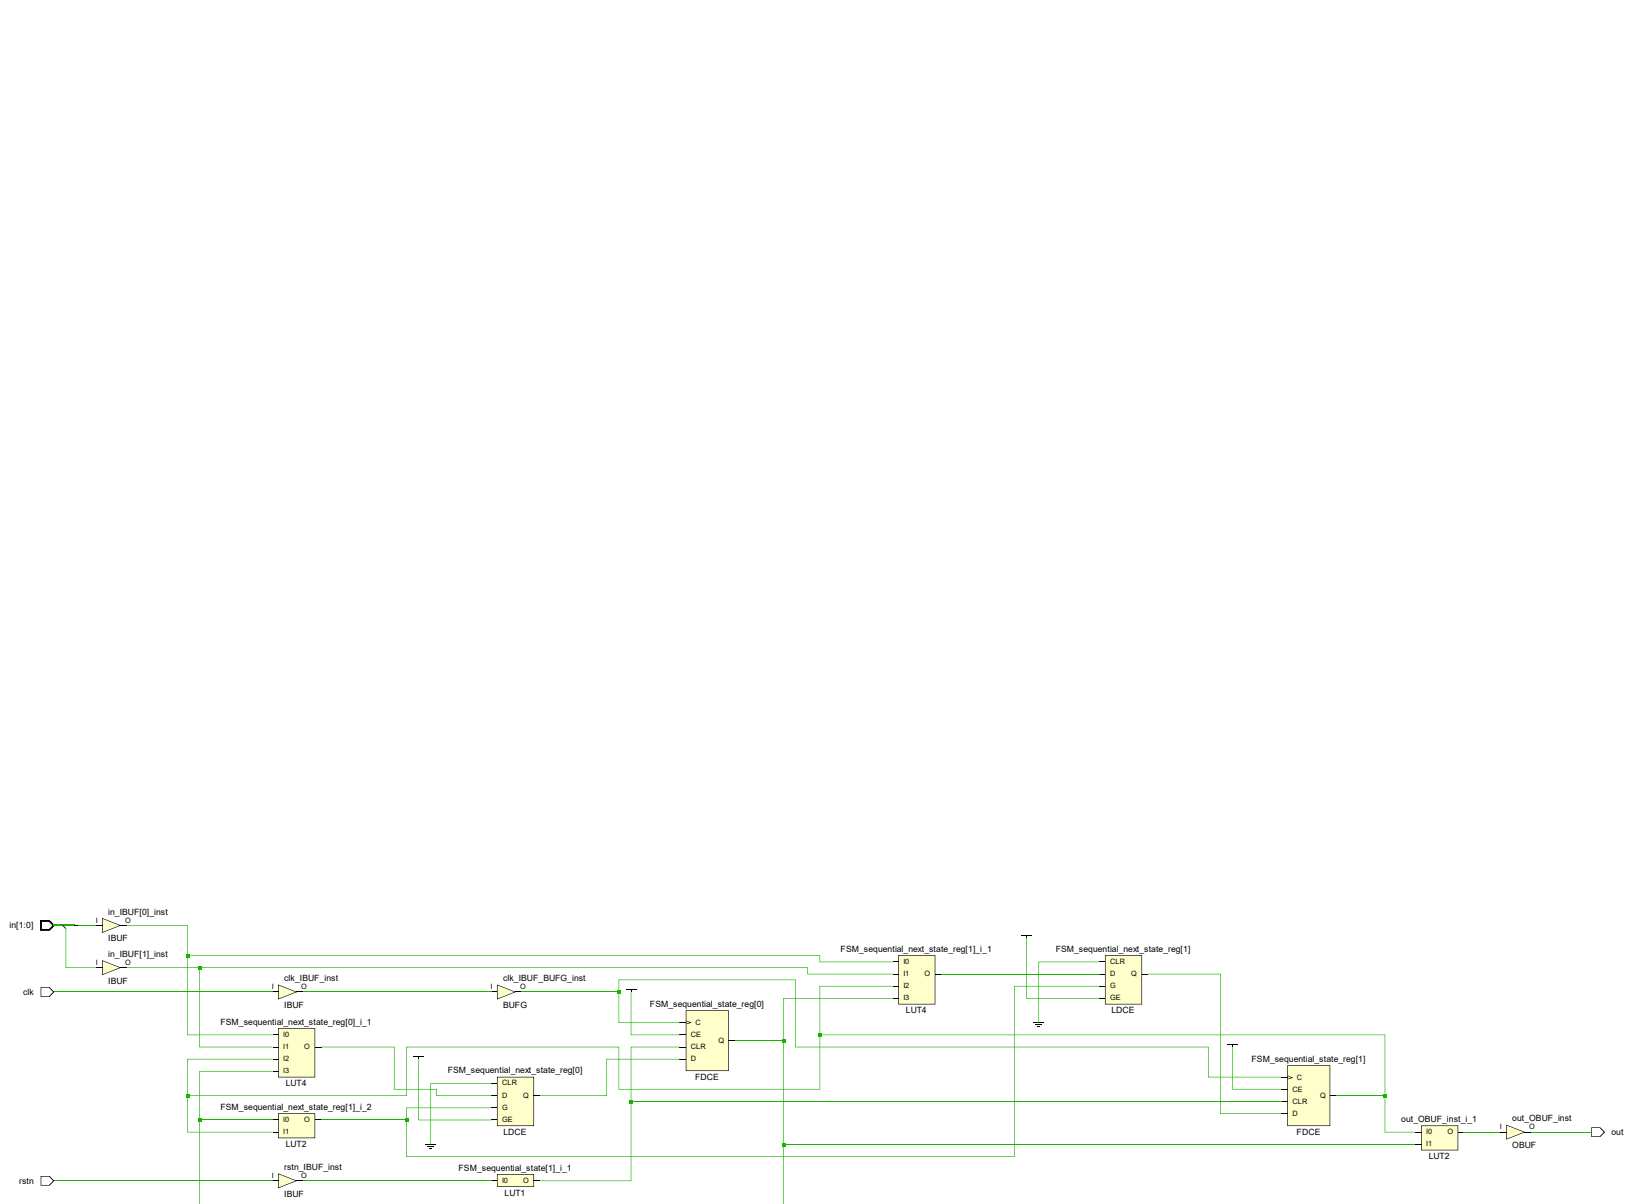 in[1:0]
in_IBUF[0]_inst
I
O
IBUF
in_IBUF[1]_inst
I
O
IBUF
clk
clk_IBUF_inst
I
O
IBUF
clk_IBUF_BUFG_inst
I
O
BUFG
FSM_sequential_next_state_reg[0]_i_1
I0
I1
O
I2
I3
LUT4
FSM_sequential_next_state_reg[1]_i_2
I0
O
I1
LUT2
rstn
rstn_IBUF_inst
I
O
IBUF
FSM_sequential_state[1]_i_1
I0
O
LUT1
FSM_sequential_next_state_reg[0]
CLR
D
Q
G
GE
LDCE
FSM_sequential_state_reg[0]
C
CE
Q
CLR
D
FDCE
FSM_sequential_next_state_reg[1]_i_1
I0
I1
O
I2
I3
LUT4
FSM_sequential_next_state_reg[1]
CLR
D
Q
G
GE
LDCE
FSM_sequential_state_reg[1]
C
CE
Q
CLR
D
FDCE
out_OBUF_inst_i_1
I0
O
I1
LUT2
out_OBUF_inst
I
O
OBUF
out